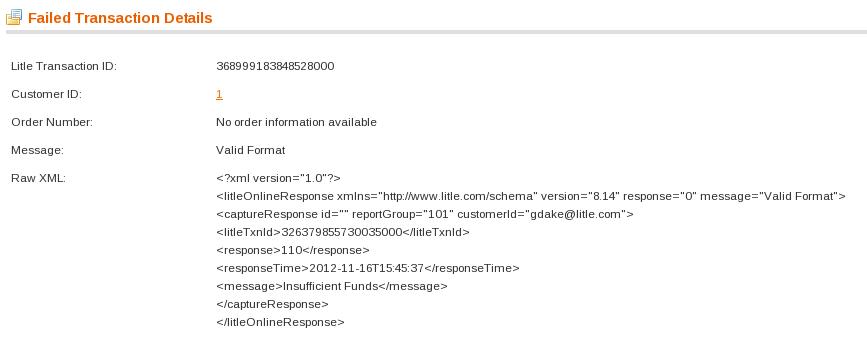 Failed Transaction Details
Litle Transaction ID: 368999183848528000
Customer ID: 1
Order Number: No order information available
Message: Valid Format
Raw XML: <?xml version="1.0"?>
<litleOnlineResponse xmlns="http://www.litle.com/schema" version="8.14" response="0" message="Valid Format">
<captureResponse id="" reportGroup="101" customerId="gdake@litle.com">
<litleTxnId>326379855730035000</litleTxnId>
<response>110</response>
<responseTime>2012-11-16T15:45:37</responseTime>
<message>Insufficient Funds</message>
</captureResponse>
</litleOnlineResponse>